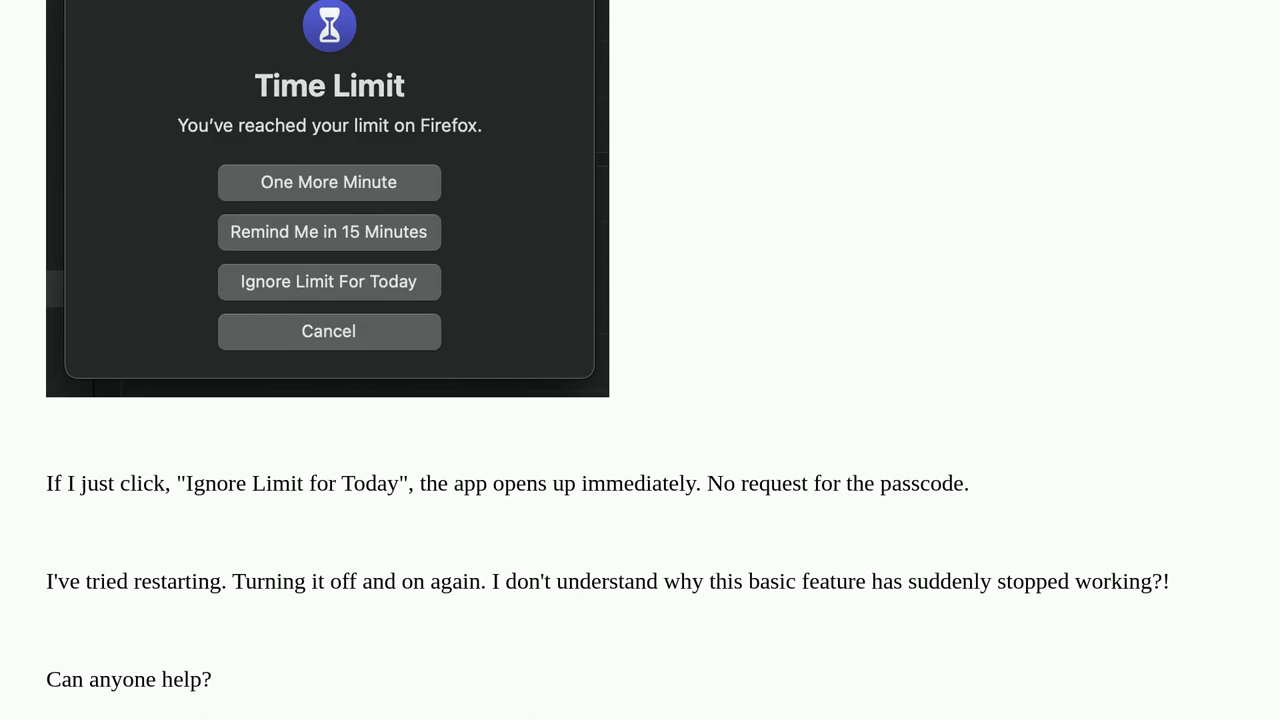 Time Limit
You’ve reached your limit on Firefox.
One More Minute
Remind Me in 15 Minutes
Ignore Limit For Today
Cancel
If I just click, "Ignore Limit for Today", the app opens up immediately. No request for the passcode.
I've tried restarting. Turning it off and on again. I don't understand why this basic feature has suddenly stopped working?!
Can anyone help?